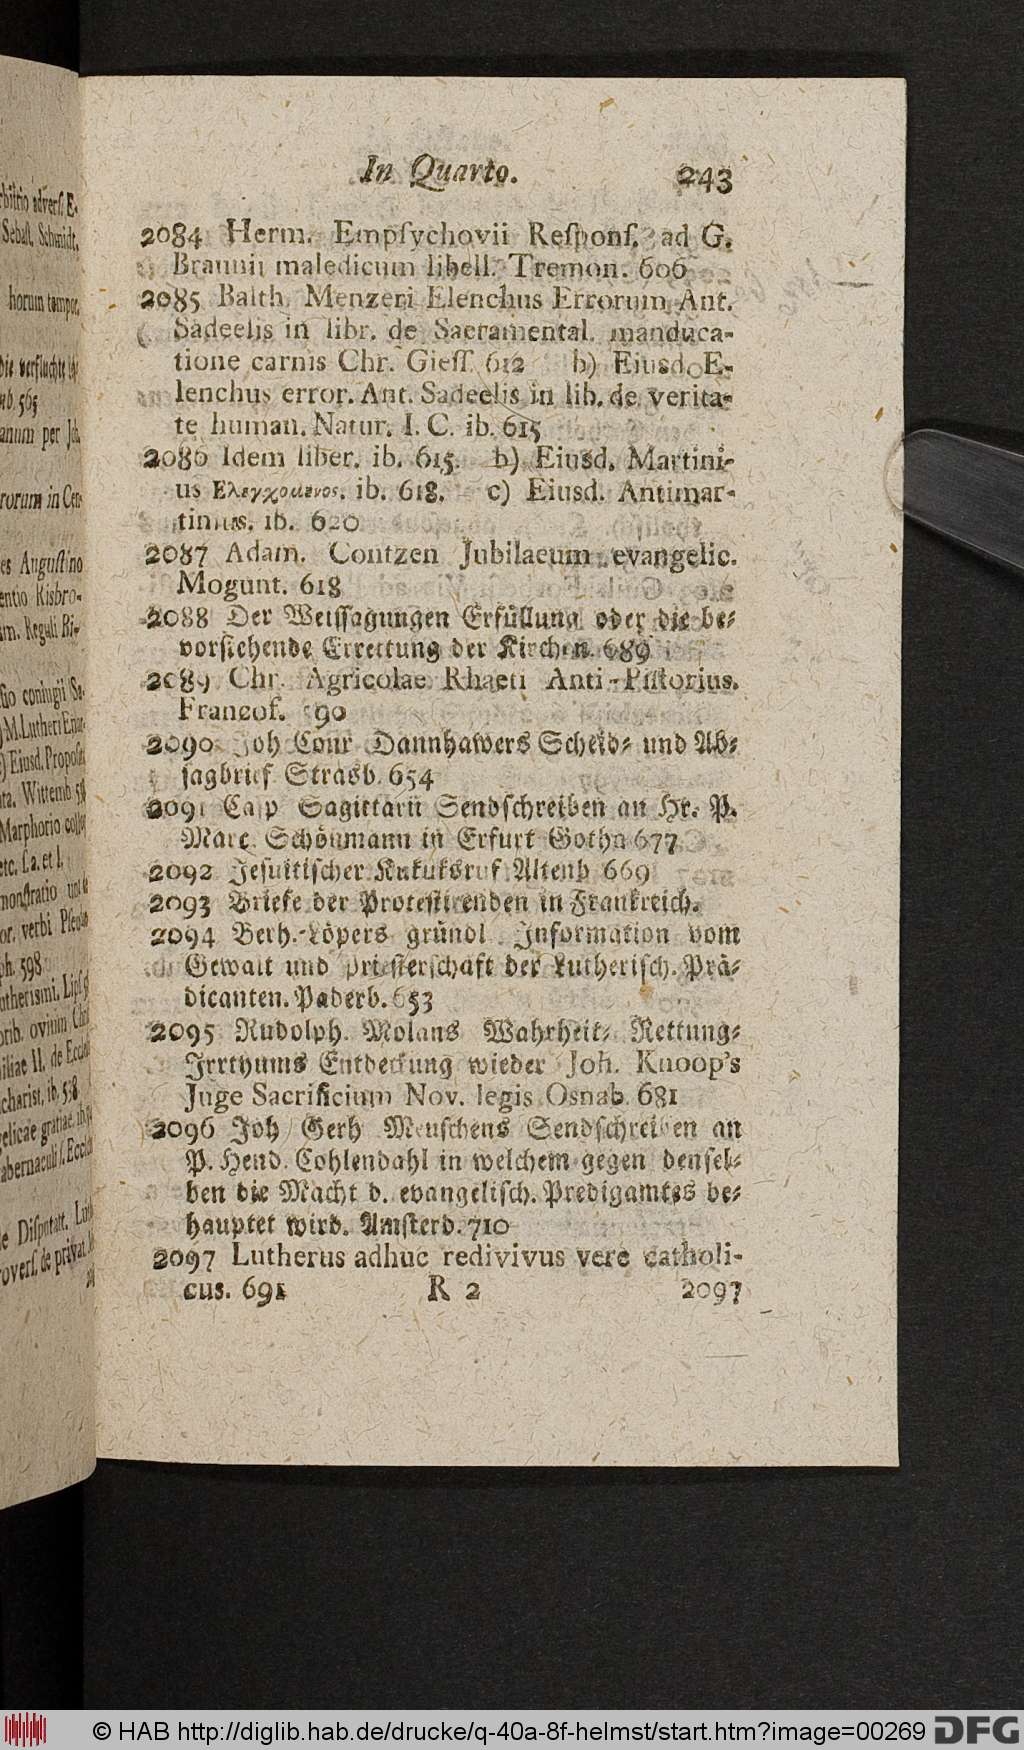 In Quarto. 243
2084 Herm. Empſychovii Reſponſ. ad G.
Braunii maledicum libell. Tremon. 606
2085 Balth. Menzeri Elenchus Errorum Ant.
Sadeelis in libr. de Sacramental. manduca-
tione carnis Chr. Gieſſ. 612 b) Eiusd. E-
lenchus error. Ant. Sadeelis in lib. de verita-
te human. Natur. I. C. ib. 615
2086 Idem liber. ib. 615. b) Eiusd. Martini-
us Ελεγχομενος. ib. 618. c) Eiusd. Antimar-
tinius. ib. 620
2087 Adam. Contzen Jubilaeum evangelic.
Mogunt. 618
2088 Der Weissagungen Erfüllung oder die be-
vorstehende Errettung der Kirchen. 689
2089 Chr. Agricolae Rhaeti Anti-Piſtorius.
Francof. 590
2090 Joh Conr Dannhawers Scheid- und Ab-
sagbrief Strasb. 654
2091 Casp Sagittarii Sendschreiben an Hr. P.
Marc. Schönmann in Erfurt Gotha 677
2092 Jesuitischer Kukuksruf Altenb 669
2093 Briefe der Protestirenden in Frankreich.
2094 Berh. Löpers gründl. Information vom
Gewalt und Priesterschaft der Lutherisch. Prä-
dicanten. Paderb. 653
2095 Rudolph. Molans Wahrheit- Rettung-
Irrthums Entdeckung wieder Joh. Knoop's
Juge Sacrificium Nov. legis Osnab. 681
2096 Joh Gerh Meuschens Sendschreiben an
P. Hend. Cohlendahl in welchem gegen densel-
ben die Macht d. evangelisch. Predigamtes be-
hauptet wird. Amsterd. 710
2097 Lutherus adhuc redivivus vere catholi-
cus. 691 R 2 2097
© HAB http://diglib.hab.de/drucke/q-40a-8f-helmst/start.htm?image=00269 DFG